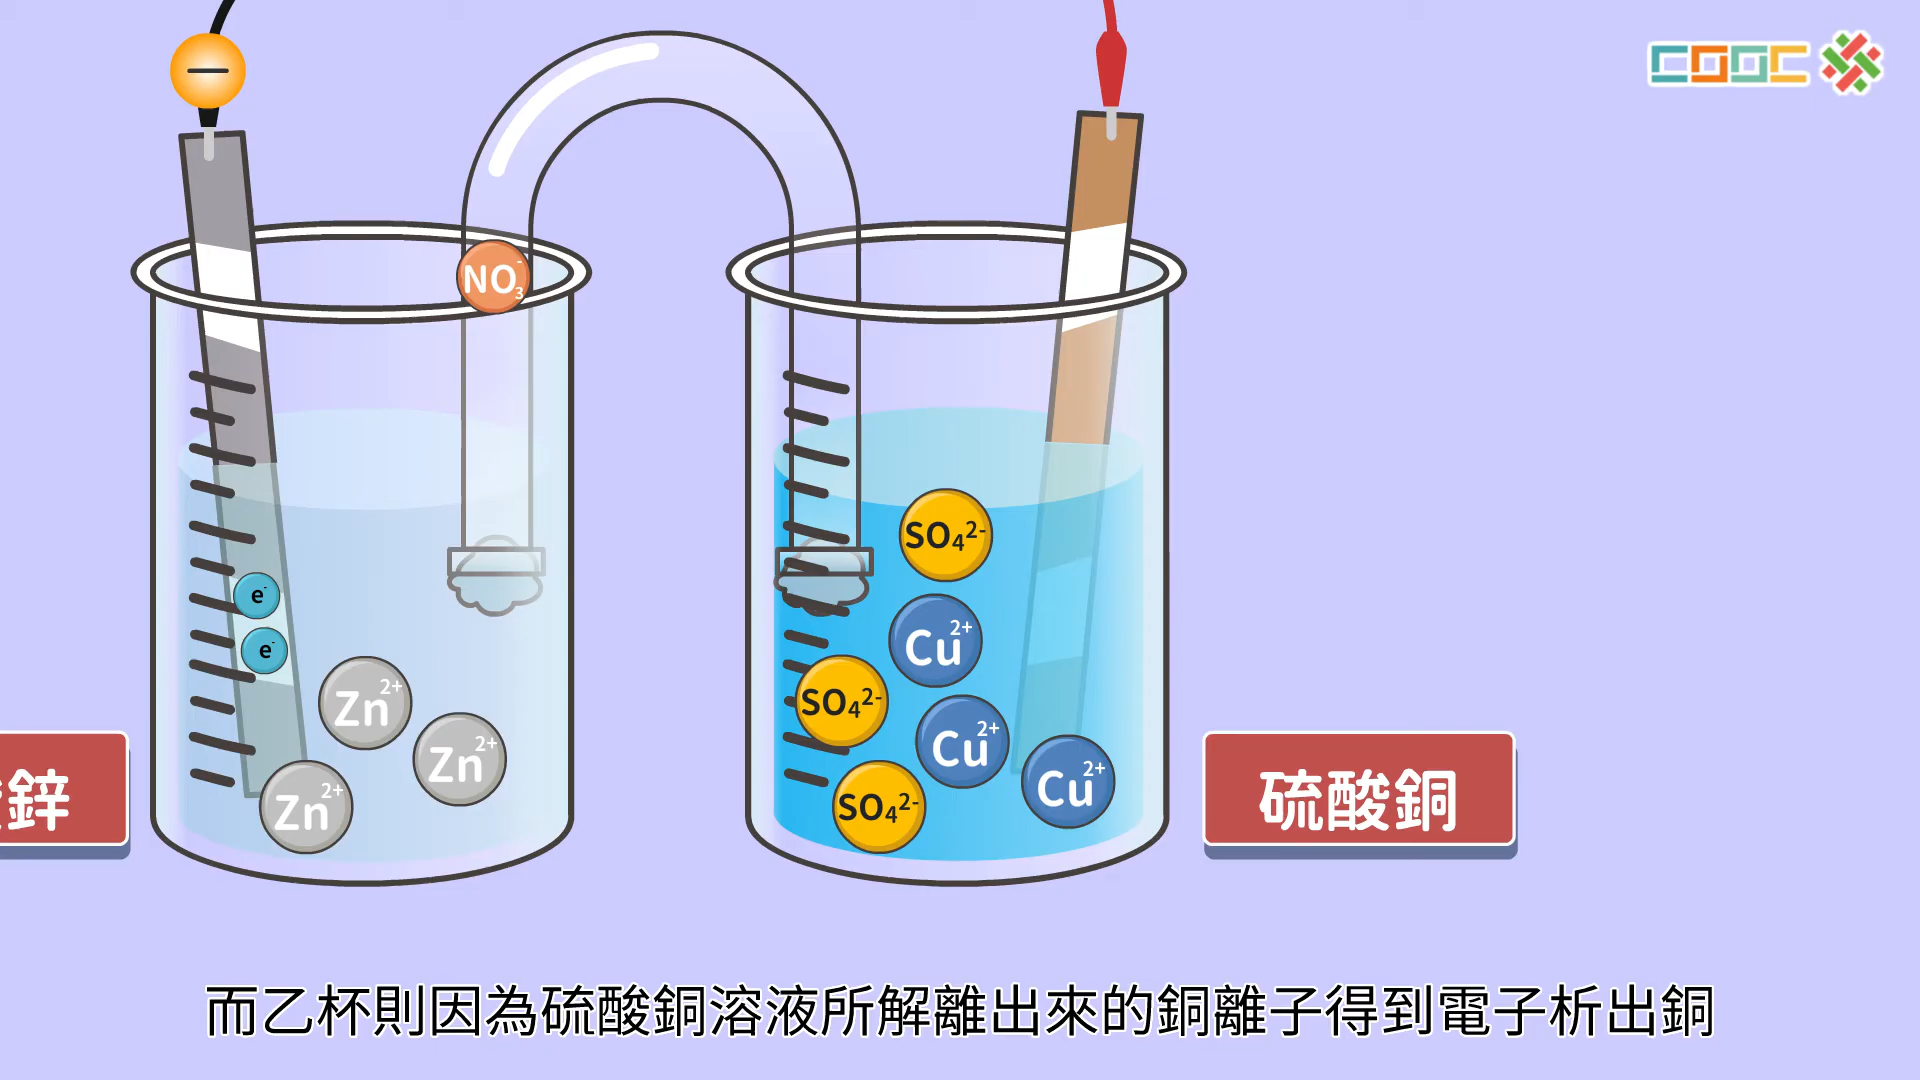 COOC
NO₃⁻
SO₄²⁻
e⁻
Cu²⁺
e⁻
Zn²⁺
SO₄²⁻
Zn²⁺
Cu²⁺
Cu²⁺
鋅
硫酸銅
Zn²⁺
SO₄²⁻
而乙杯則因為硫酸銅溶液所解離出來的銅離子得到電子析出銅